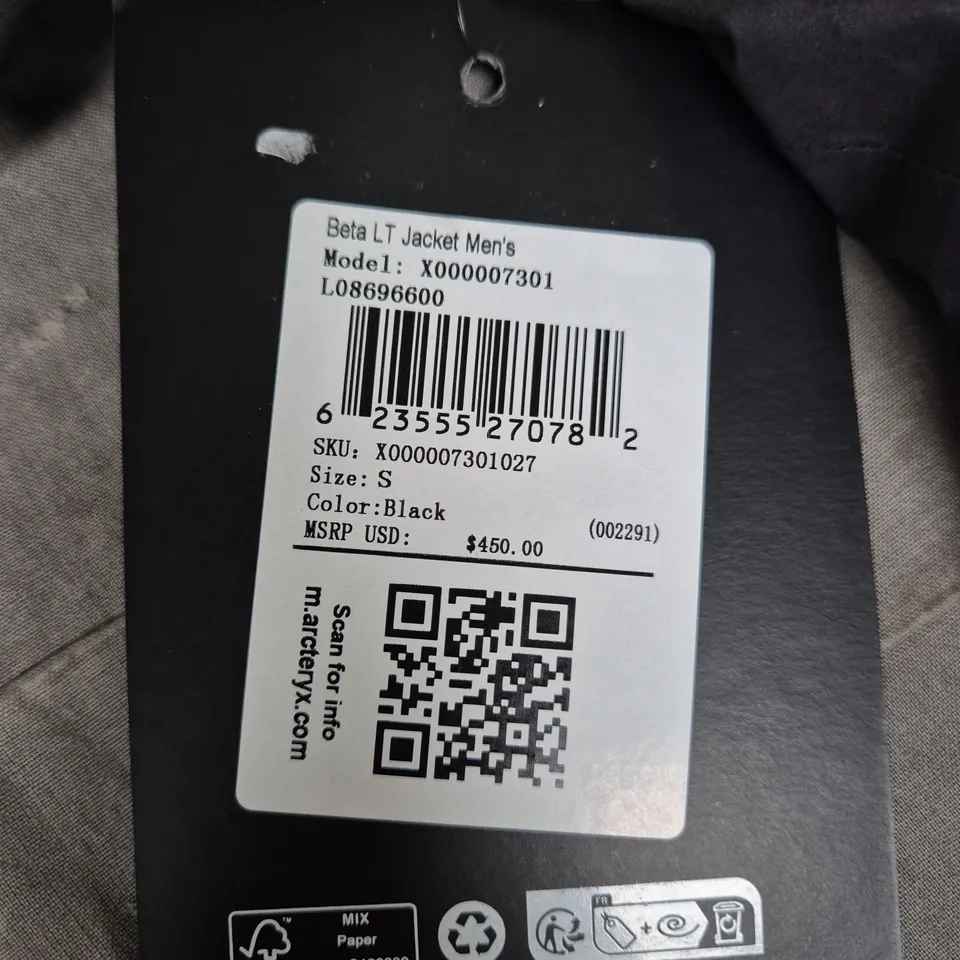 Beta LT Jacket Men's
Model: X000007301
L08696600
6 23555 27078 2
SKU: X000007301027
Size: S
Color:Black (002291)
MSRP USD: $450.00
Scan for info
m.arcteryx.com
MIX
Paper
FR
+